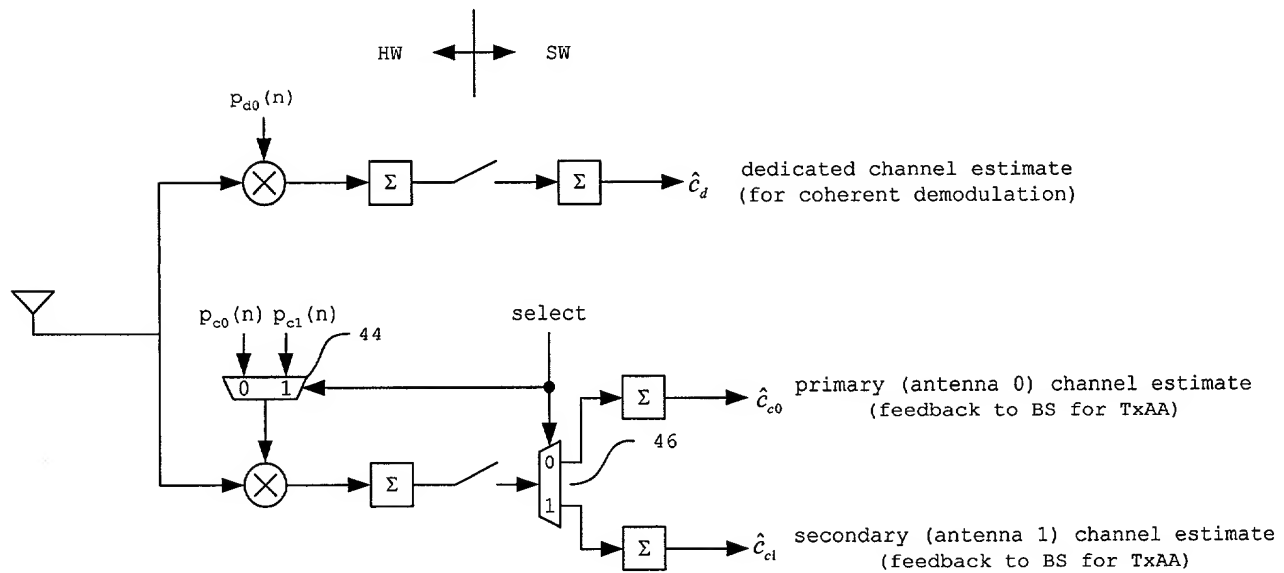 HW SW
p_d0(n)
Σ Σ ĉ_d dedicated channel estimate
(for coherent demodulation)
p_c0(n) p_c1(n) 44 select
0 1
Σ ĉ_c0 primary (antenna 0) channel estimate
(feedback to BS for TxAA)
46
0
Σ
1
Σ ĉ_c1 secondary (antenna 1) channel estimate
(feedback to BS for TxAA)